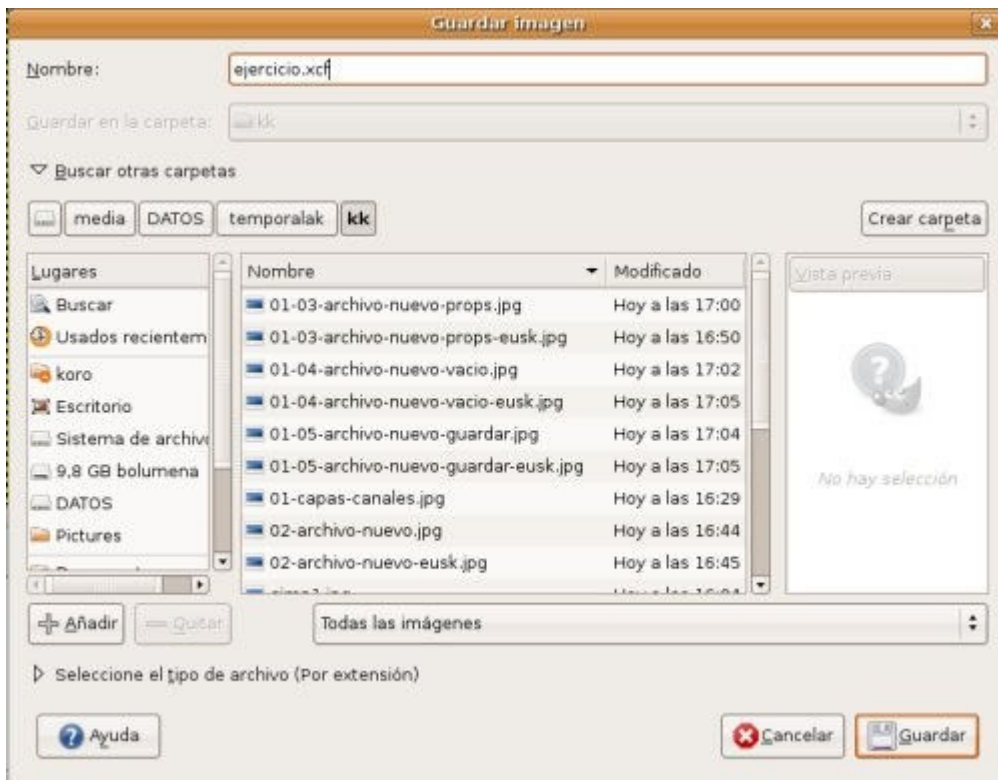 Guardar imagen
Nombre:
ejercicio.xcf
Guardar en la carpeta:
kk
Buscar otras carpetas
media
DATOS
temporalak
kk
Crear carpeta
Lugares
Buscar
Usados recientem
koro
Escritorio
Sistema de archivo
9,8 GB bolumena
DATOS
Pictures
Nombre
Modificado
01-03-archivo-nuevo-props.jpg Hoy a las 17:00
01-03-archivo-nuevo-props-eusk.jpg Hoy a las 16:50
01-04-archivo-nuevo-vacio.jpg Hoy a las 17:02
01-04-archivo-nuevo-vacio-eusk.jpg Hoy a las 17:05
01-05-archivo-nuevo-guardar.jpg Hoy a las 17:04
01-05-archivo-nuevo-guardar-eusk.jpg Hoy a las 17:05
01-capas-canales.jpg Hoy a las 16:29
02-archivo-nuevo.jpg Hoy a las 16:44
02-archivo-nuevo-eusk.jpg Hoy a las 16:45
Vista previa
No hay selección
Añadir
Quitar
Todas las imágenes
Seleccione el tipo de archivo (Por extensión)
Ayuda
Cancelar
Guardar